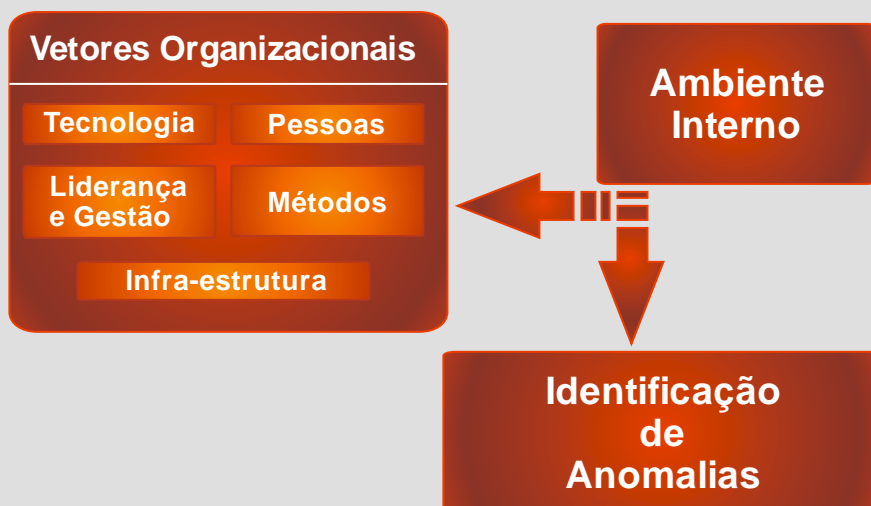 Vetores Organizacionais
Tecnologia
Pessoas
Liderança
e Gestão
Métodos
Infra-estrutura
Ambiente
Interno
Identificação
de
Anomalias